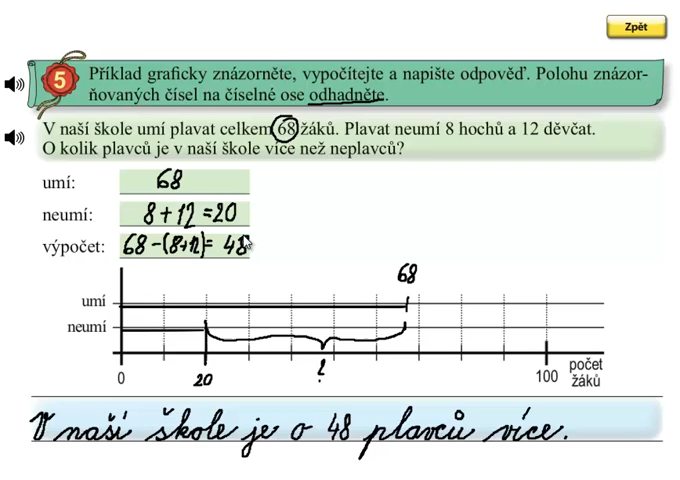 Zpět
5 Příklad graficky znázorněte, vypočítejte a napište odpověď. Polohu znázor-
ňovaných čísel na číselné ose odhadněte.
V naší škole umí plavat celkem 68 žáků. Plavat neumí 8 hochů a 12 děvčat.
O kolik plavců je v naší škole více než neplavců?
umí: 68
neumí: 8+12=20
výpočet: 68-(8+12)= 48
68
umí
neumí
0 20 ? 100 počet
žáků
V naší škole je o 48 plavců více.